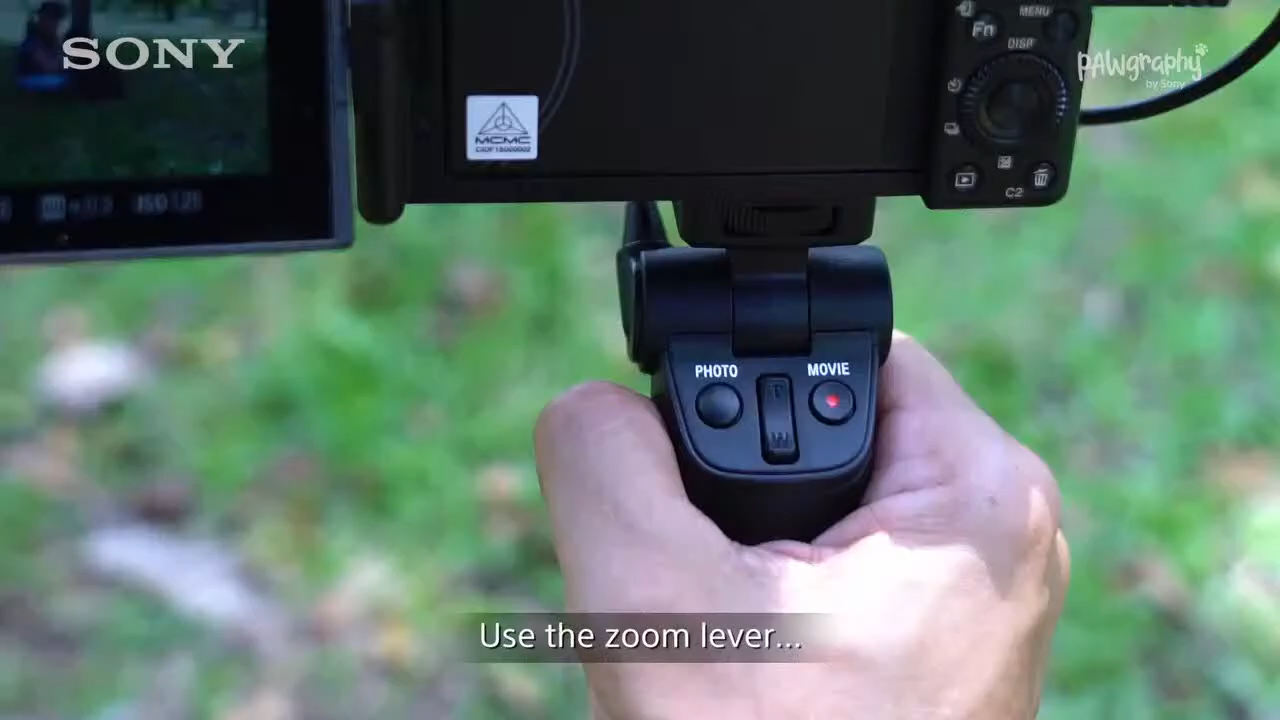 SONY
MENU
Fn
DISP
PAWgraphy
by Sony
MCMC
C2
PHOTO
MOVIE
T
W
Use the zoom lever...